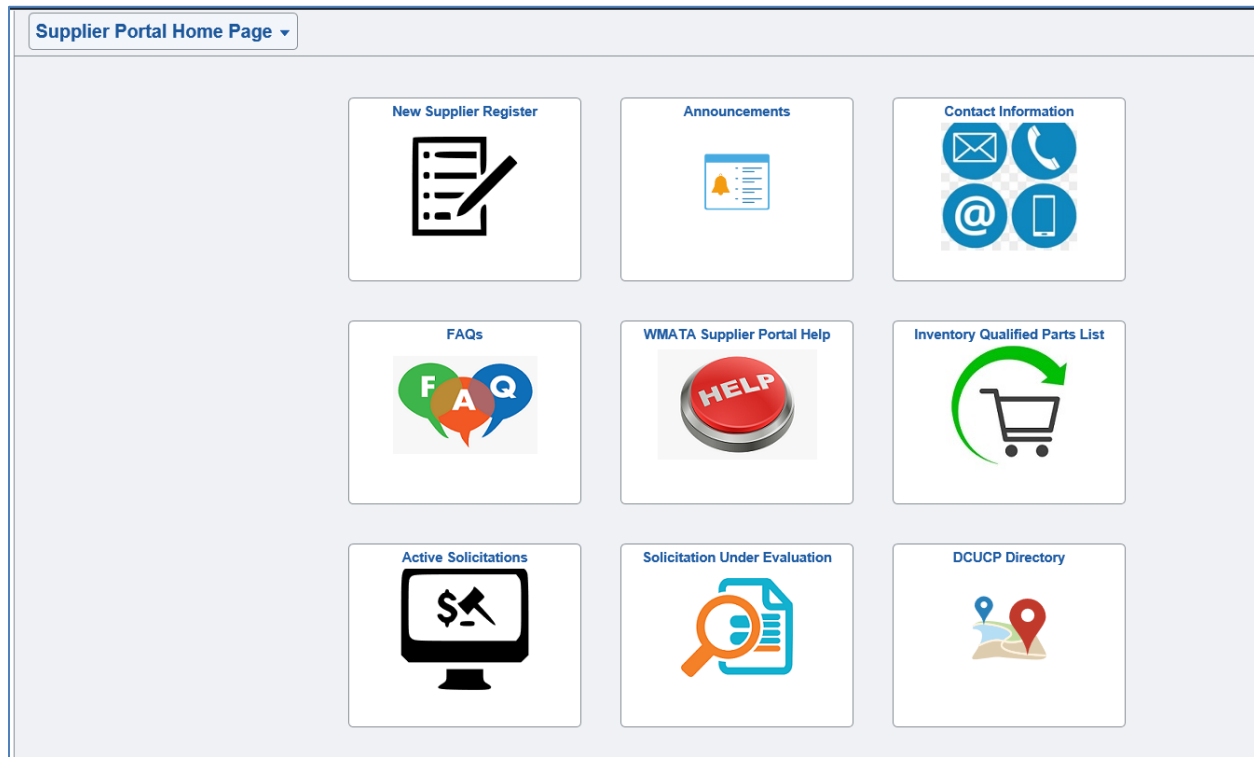 Supplier Portal Home Page
New Supplier Register
Announcements
Contact Information
@
FAQs
F A Q
WMATA Supplier Portal Help
HELP
Inventory Qualified Parts List
Active Solicitations
$
Solicitation Under Evaluation
DCUCP Directory